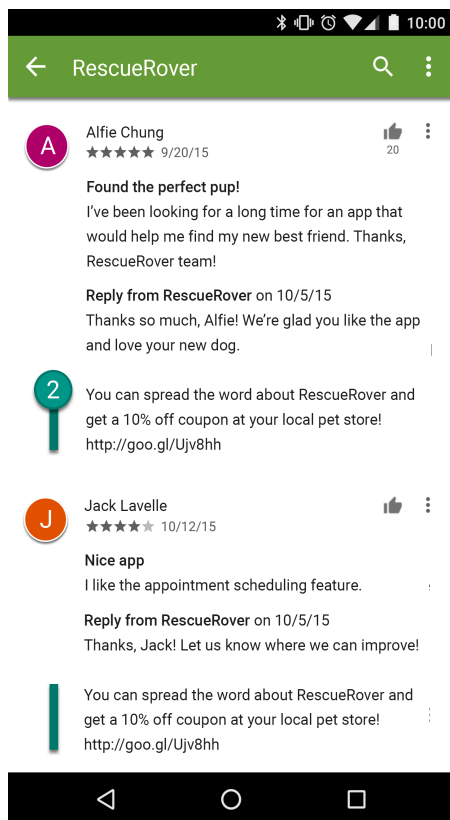 10:00
RescueRover
A
Alfie Chung
9/20/15
20
Found the perfect pup!
I've been looking for a long time for an app that
would help me find my new best friend. Thanks,
RescueRover team!
Reply from RescueRover on 10/5/15
Thanks so much, Alfie! We're glad you like the app
and love your new dog.
2
You can spread the word about RescueRover and
get a 10% off coupon at your local pet store!
http://goo.gl/Ujv8hh
J
Jack Lavelle
10/12/15
Nice app
I like the appointment scheduling feature.
Reply from RescueRover on 10/5/15
Thanks, Jack! Let us know where we can improve!
You can spread the word about RescueRover and
get a 10% off coupon at your local pet store!
http://goo.gl/Ujv8hh